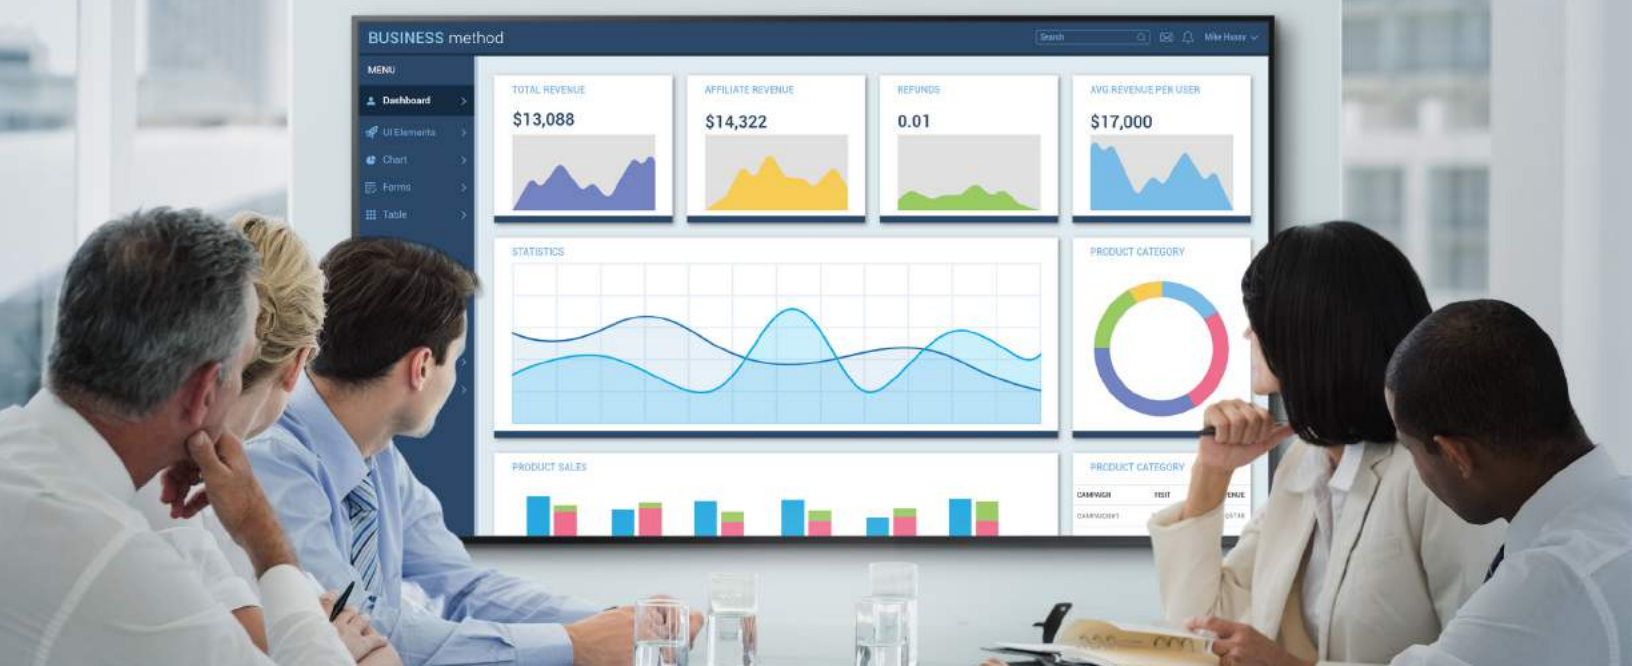 BUSINESS method
Search
Mike Hussy
MENU
Dashboard
UI Elements
Chart
Forms
Table
TOTAL REVENUE
$13,088
AFFILIATE REVENUE
$14,322
REFUNDS
0.01
AVG.REVENUE PER USER
$17,000
STATISTICS
PRODUCT CATEGORY
PRODUCT SALES
PRODUCT CATEGORY
CAMPAIGN